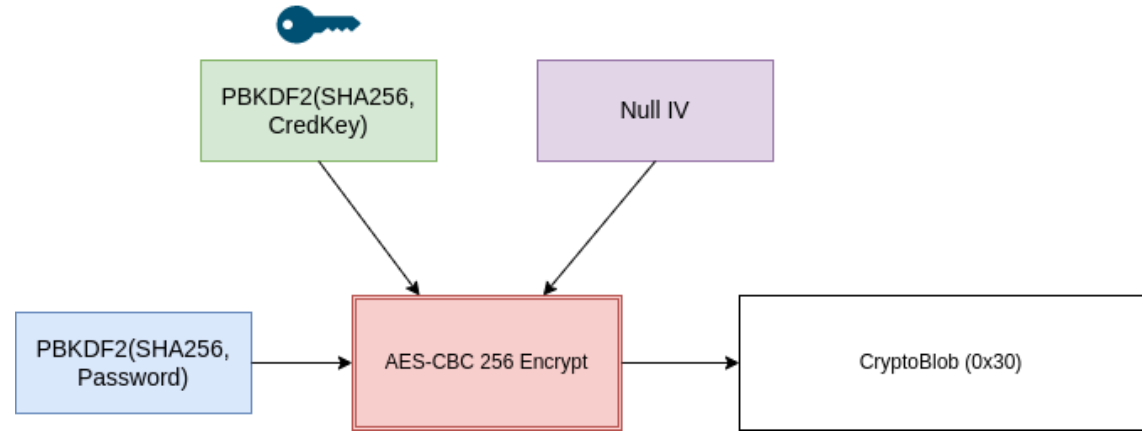 PBKDF2(SHA256,
CredKey)
Null IV
PBKDF2(SHA256,
Password)
AES-CBC 256 Encrypt
CryptoBlob (0x30)